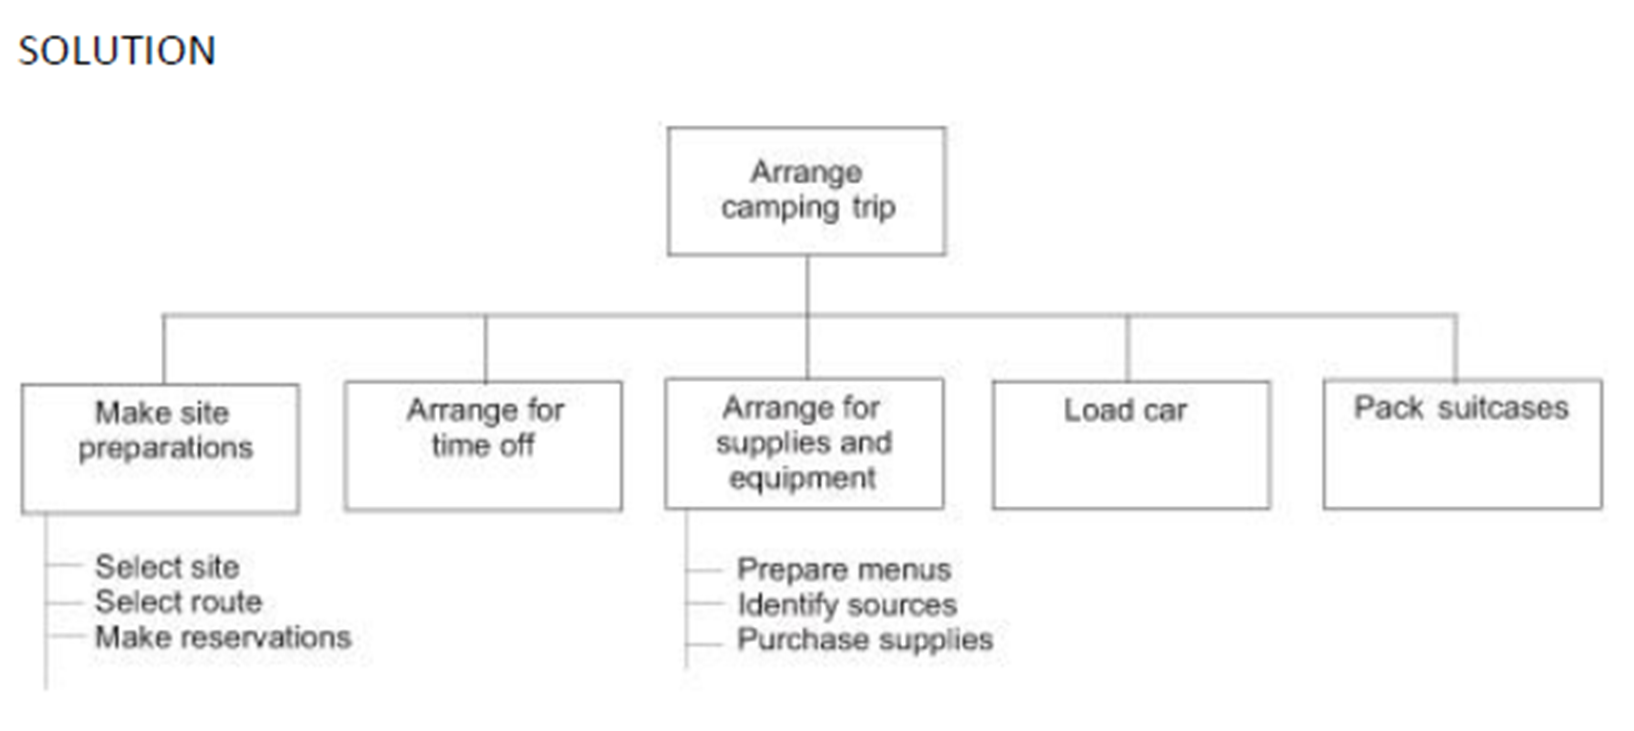 SOLUTION
Arrange
camping trip
Make site
preparations
Arrange for
time off
Arrange for
supplies and
equipment
Load car
Pack suitcases
Select site
Select route
Make reservations
Prepare menus
Identify sources
Purchase supplies